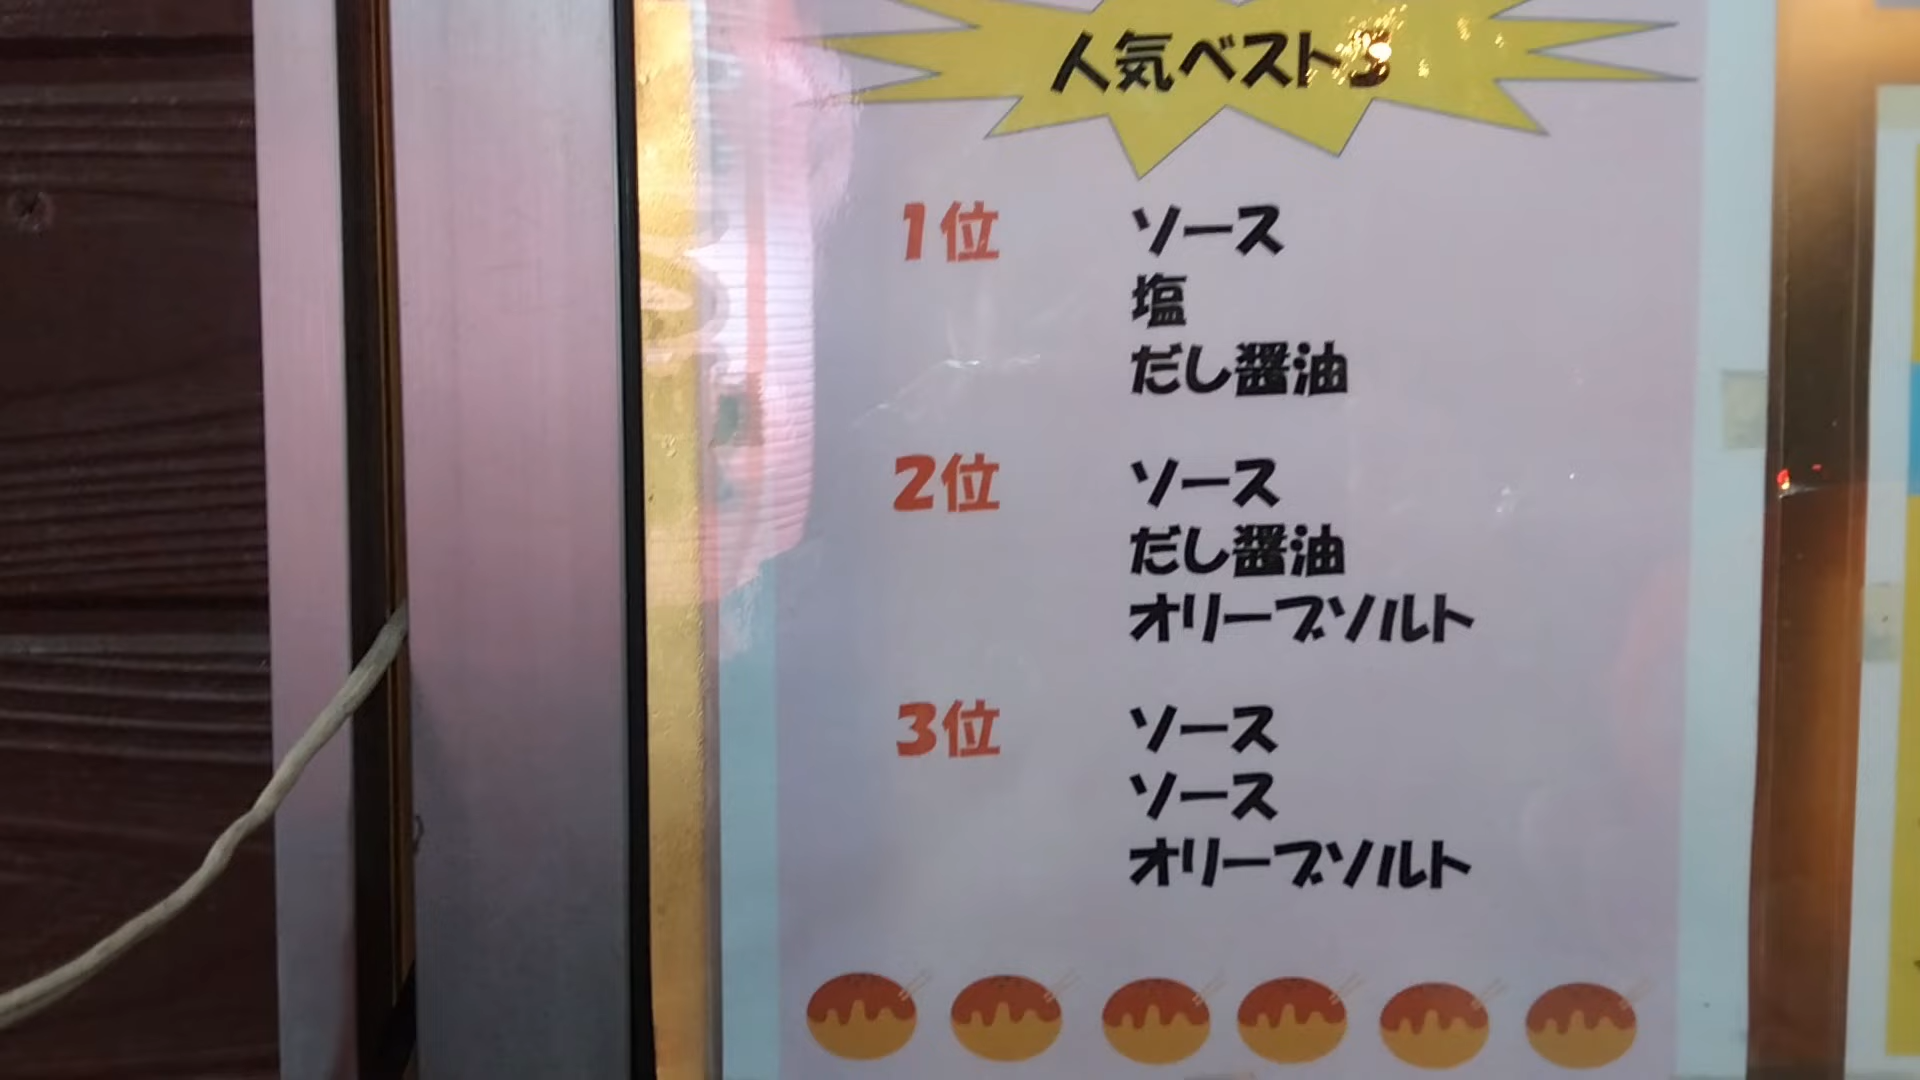 人気ベスト3
1位 ソース
塩
だし醤油
2位 ソース
だし醤油
オリーブソルト
3位 ソース
ソース
オリーブソルト